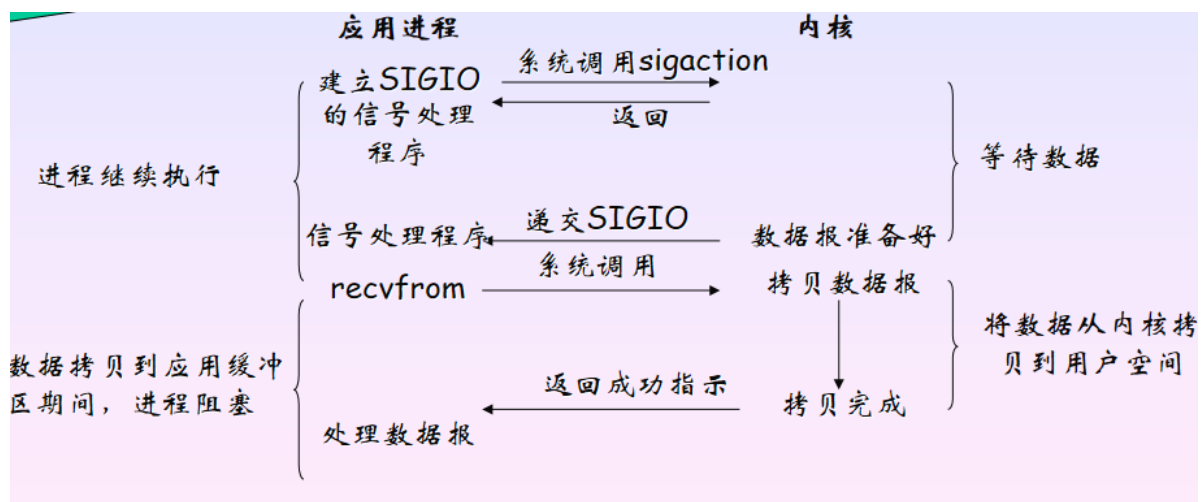 应用进程
内核
系统调用sigaction
建立SIGIO
的信号处理
程序
返回
进程继续执行
等待数据
递交SIGIO
信号处理程序
数据报准备好
系统调用
recvfrom
拷贝数据报
将数据从内核拷
贝到用户空间
数据拷贝到应用缓冲
区期间，进程阻塞
返回成功指示
拷贝完成
处理数据报